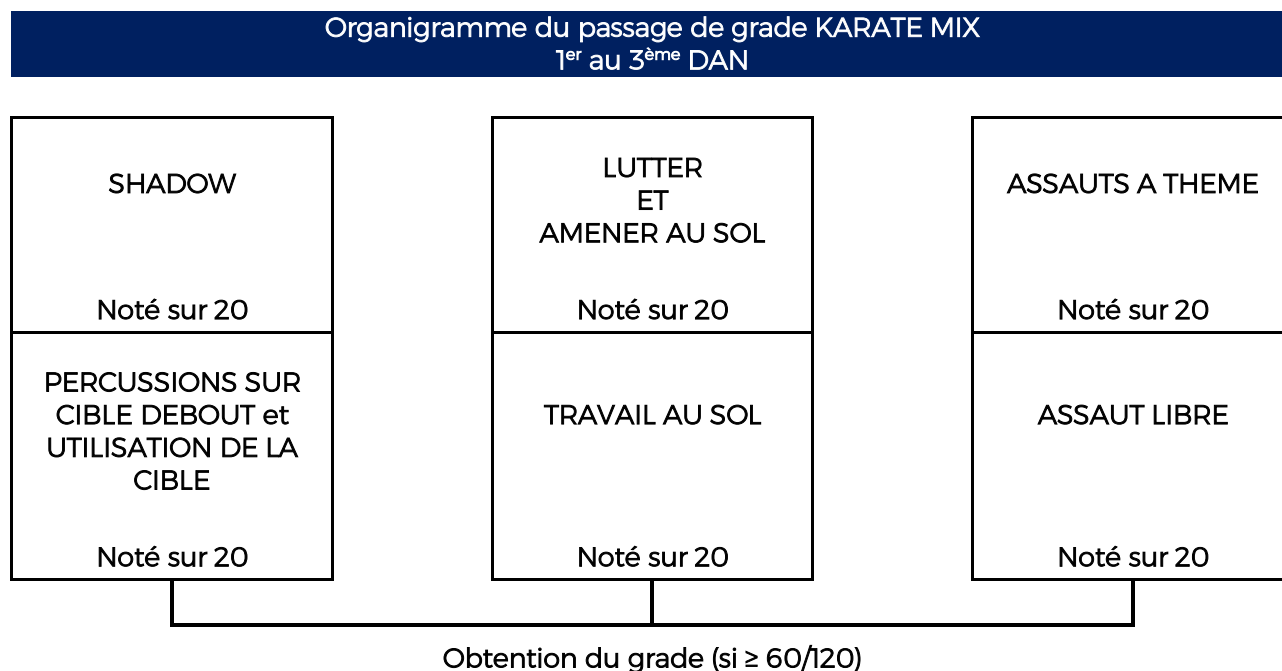 Organigramme du passage de grade KARATE MIX
1er au 3ème DAN
SHADOW
Noté sur 20
PERCUSSIONS SUR
CIBLE DEBOUT et
UTILISATION DE LA
CIBLE
Noté sur 20
LUTTER
ET
AMENER AU SOL
Noté sur 20
TRAVAIL AU SOL
Noté sur 20
ASSAUTS A THEME
Noté sur 20
ASSAUT LIBRE
Noté sur 20
Obtention du grade (si ≥ 60/120)